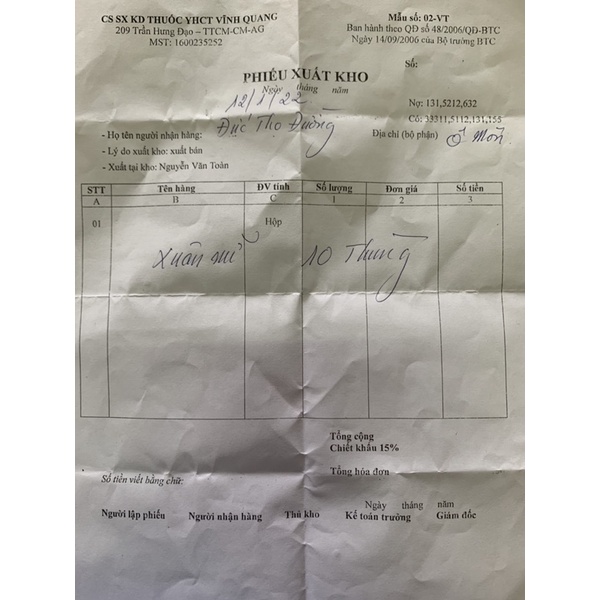 CS SX KD THUỐC YHCT VĨNH QUANG
209 Trần Hưng Đạo – TTCM-CM-AG
MST: 1600235252
Mẫu số: 02-VT
Ban hành theo QĐ số 48/2006/QĐ-BTC
Ngày 14/09/2006 của Bộ trưởng BTC
Số:
PHIẾU XUẤT KHO
Ngày tháng năm
12/1/22
Nợ: 131,5212,632
Có: 33311,5112,131,155
- Họ tên người nhận hàng: Đức Thọ Đường
Địa chỉ (bộ phận) Ô Môn
- Lý do xuất kho: xuất bán
- Xuất tại kho: Nguyễn Văn Toàn
STT Tên hàng ĐV tính Số lượng Đơn giá Số tiền
A B C 1 2 3
01 Hộp
Xuân nữ 10 Thùng
Tổng cộng
Chiết khấu 15%
Tổng hóa đơn
Số tiền viết bằng chữ:
Ngày tháng năm
Người lập phiếu Người nhận hàng Thủ kho Kế toán trưởng Giám đốc